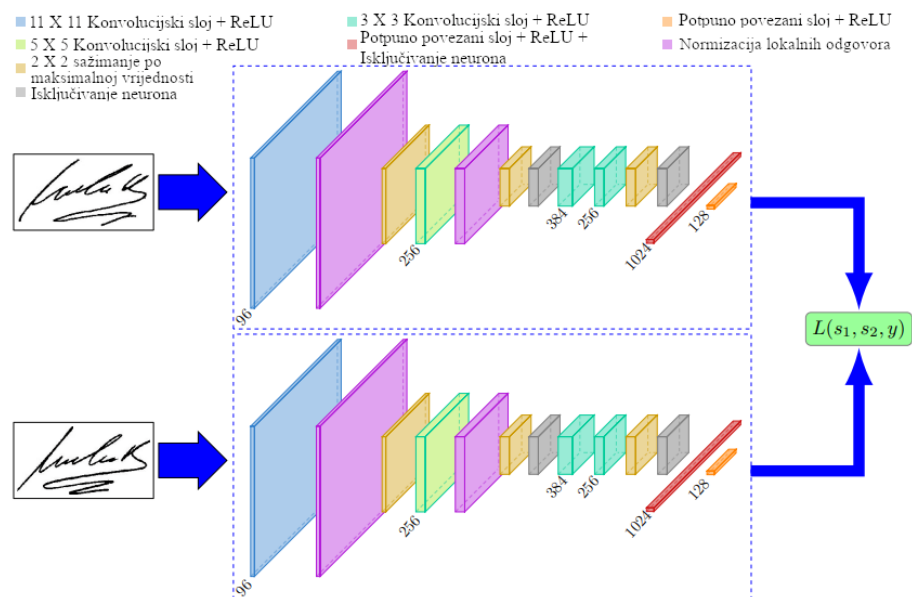 11 X 11 Konvolucijski sloj + ReLU
5 X 5 Konvolucijski sloj + ReLU
2 X 2 sažimanje po
maksimalnoj vrijednosti
Isključivanje neurona
3 X 3 Konvolucijski sloj + ReLU
Potpuno povezani sloj + ReLU +
Isključivanje neurona
Potpuno povezani sloj + ReLU
Normizacija lokalnih odgovora
96
256
384
256
1024
128
L(s₁, s₂, y)
96
256
384
256
1024
128